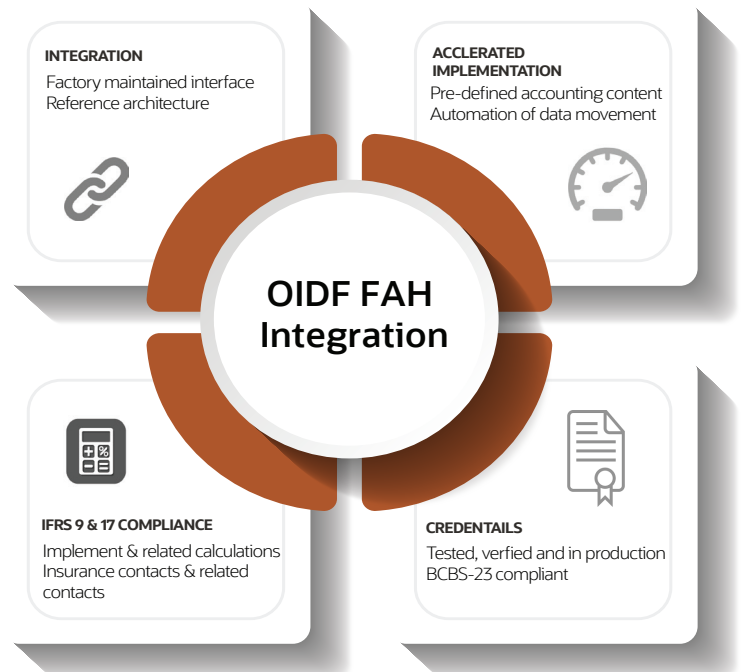 INTEGRATION
Factory maintained interface
Reference architecture
ACCLERATED
IMPLEMENTATION
Pre-defined accounting content
Automation of data movement
OIDF FAH
Integration
IFRS 9 & 17 COMPLIANCE
Implement & related calculations
Insurance contacts & related
contacts
CREDENTAILS
Tested, verfied and in production
BCBS-23 compliant